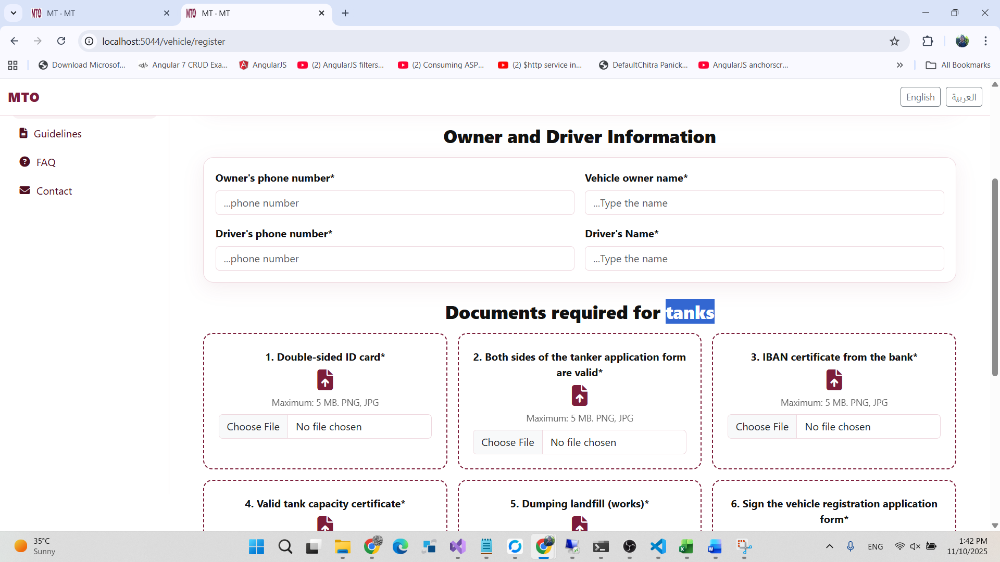 MT · MT
MT · MT
localhost:5044/vehicle/register
Download Microsof...
Angular 7 CRUD Exa...
AngularJS
(2) AngularJS filters...
(2) Consuming ASP...
(2) $http service in...
DefaultChitra Panick...
AngularJS anchorscr...
All Bookmarks
MTO
English
العربية
Guidelines
FAQ
Contact
Owner and Driver Information
Owner's phone number*
Vehicle owner name*
...phone number
...Type the name
Driver's phone number*
Driver's Name*
...phone number
...Type the name
Documents required for tanks
1. Double-sided ID card*
Maximum: 5 MB. PNG, JPG
Choose File No file chosen
2. Both sides of the tanker application form
are valid*
Maximum: 5 MB. PNG, JPG
Choose File No file chosen
3. IBAN certificate from the bank*
Maximum: 5 MB. PNG, JPG
Choose File No file chosen
4. Valid tank capacity certificate*
5. Dumping landfill (works)*
6. Sign the vehicle registration application
form*
35°C
Sunny
ENG
1:42 PM
11/10/2025